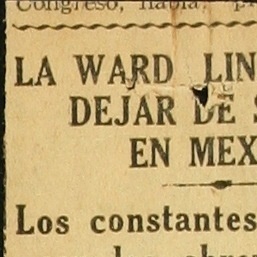 Congreso, había
LA WARD LIN
DEJAR DE S
EN MEX
Los constantes